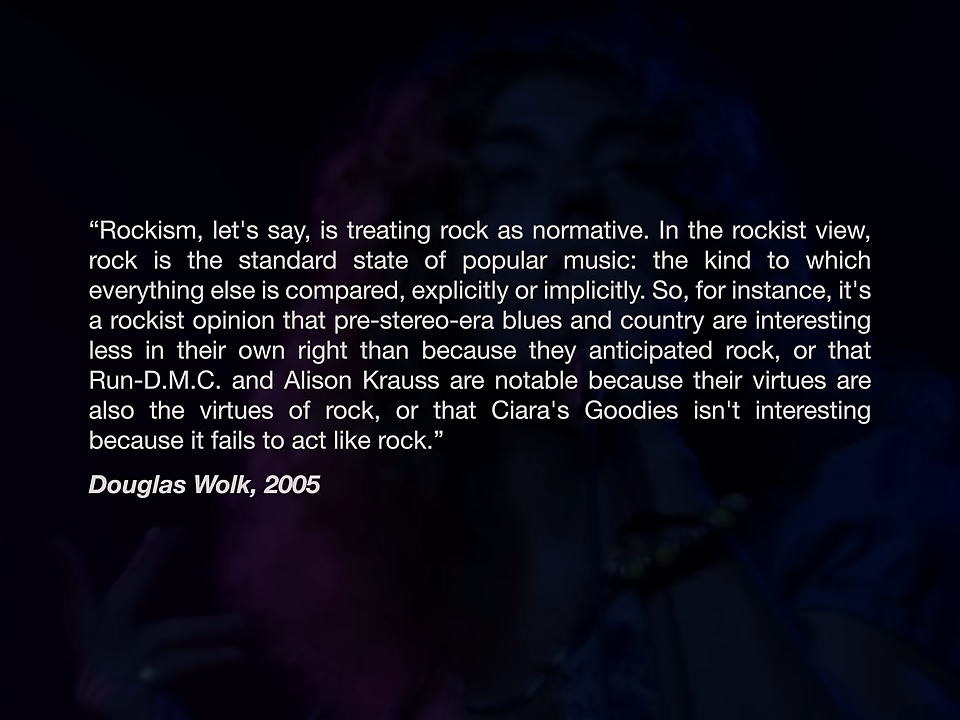 “Rockism, let's say, is treating rock as normative. In the rockist view,
rock is the standard state of popular music: the kind to which
everything else is compared, explicitly or implicitly. So, for instance, it's
a rockist opinion that pre-stereo-era blues and country are interesting
less in their own right than because they anticipated rock, or that
Run-D.M.C. and Alison Krauss are notable because their virtues are
also the virtues of rock, or that Ciara's Goodies isn't interesting
because it fails to act like rock.”
Douglas Wolk, 2005